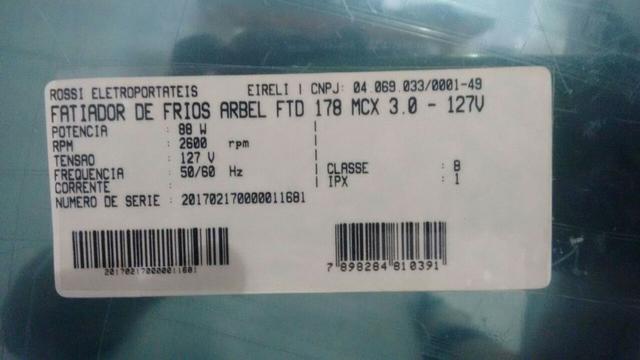 ROSSI ELETROPORTATEIS EIRELI | CNPJ: 04.069.033/0001-49
FATIADOR DE FRIOS ARBEL FTD 178 MCX 3.0 - 127V
POTENCIA : 88 W |
RPM : 2600 rpm |
TENSAO : 127 V |
FREQUENCIA : 50/60 Hz | CLASSE : B
CORRENTE : | IPX : 1
NUMERO DE SERIE : 201702170000011681
201702170000011681
7 898284 810391